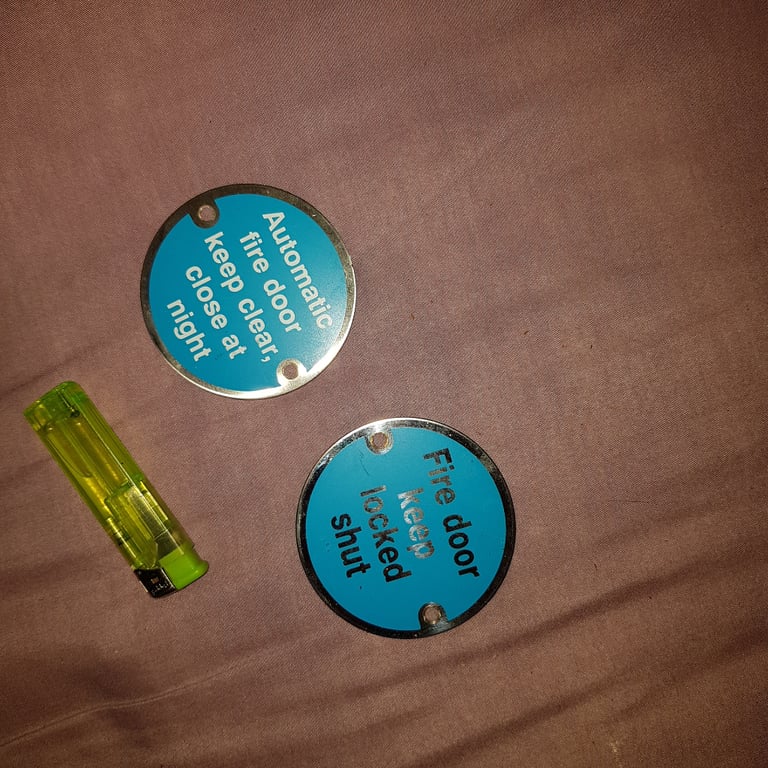 Automatic
fire door
keep clear,
close at
night
Fire door
keep
locked
shut